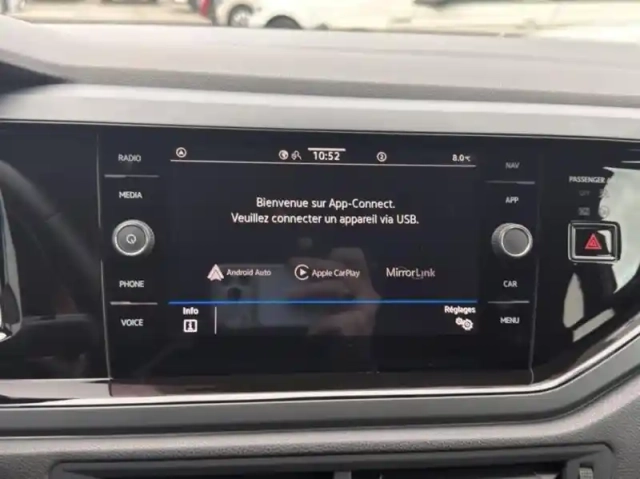 RADIO
MEDIA
PHONE
VOICE
10:52
8.0°C
Bienvenue sur App-Connect.
Veuillez connecter un appareil via USB.
Android Auto
Apple CarPlay
MirrorLink
Info
Réglages
NAV
APP
CAR
MENU
PASSENGER